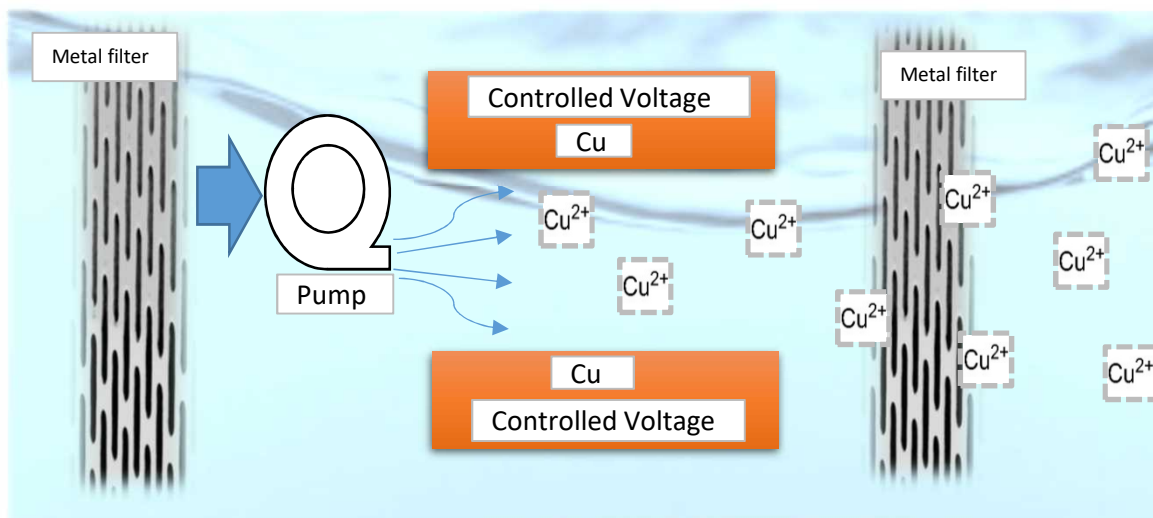 Metal filter
Controlled Voltage
Cu
Metal filter
Cu²⁺
Cu²⁺
Cu²⁺
Cu²⁺
Cu²⁺
Cu²⁺
Pump
Cu²⁺
Cu²⁺
Cu
Cu²⁺
Controlled Voltage